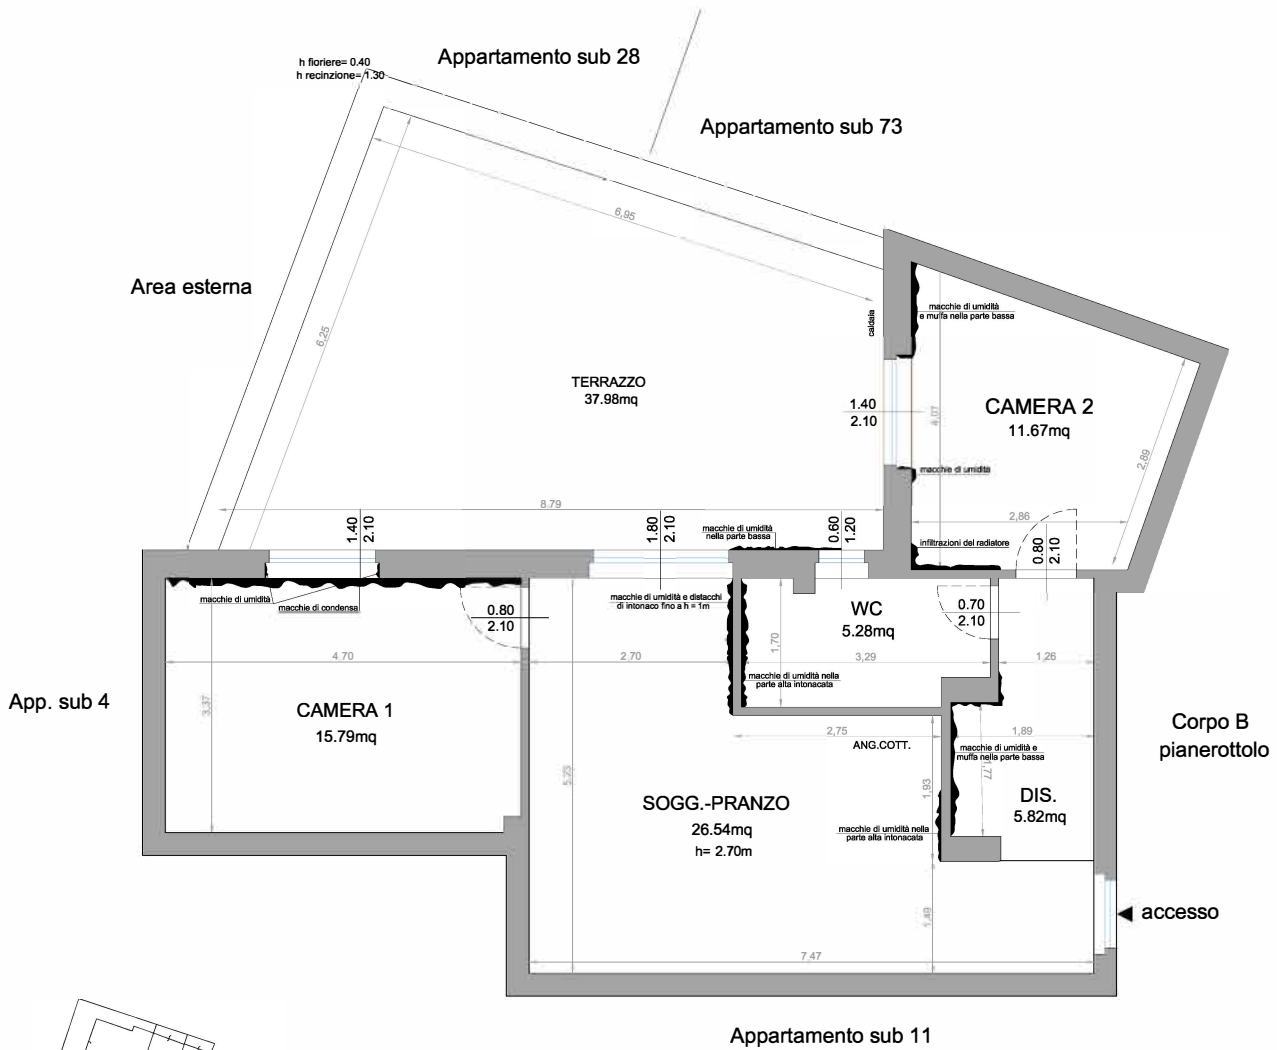 Appartamento sub 28
h fioriere= 0.40
h recinzione= 1.30
Appartamento sub 73
6,95
Area esterna
6,25
caldaia
macchie di umidità
e muffa nella parte bassa
TERRAZZO
37.98mq
1.40
2.10
4,07
CAMERA 2
11.67mq
2,89
macchie di umidità
8.79
2,86
1.40
2.10
1.80
2.10
macchie di umidità
nella parte bassa
0.60
1.20
infiltrazioni del radiatore
0.80
2.10
macchie di umidità
macchie di condensa
0.80
2.10
macchie di umidità e distacchi
di intonaco fino a h = 1m
WC
5.28mq
0.70
2.10
1,70
4.70
2,70
3,29
1,26
macchie di umidità nella
parte alta intonacata
3,37
App. sub 4
CAMERA 1
15.79mq
Corpo B
pianerottolo
2,75
ANG.COTT.
1,89
macchie di umidità e
muffa nella parte bassa
1,77
5.73
1,93
SOGG.-PRANZO
26.54mq
h= 2.70m
DIS.
5.82mq
macchie di umidità nella
parte alta intonacata
1,49
accesso
7.47
Appartamento sub 11